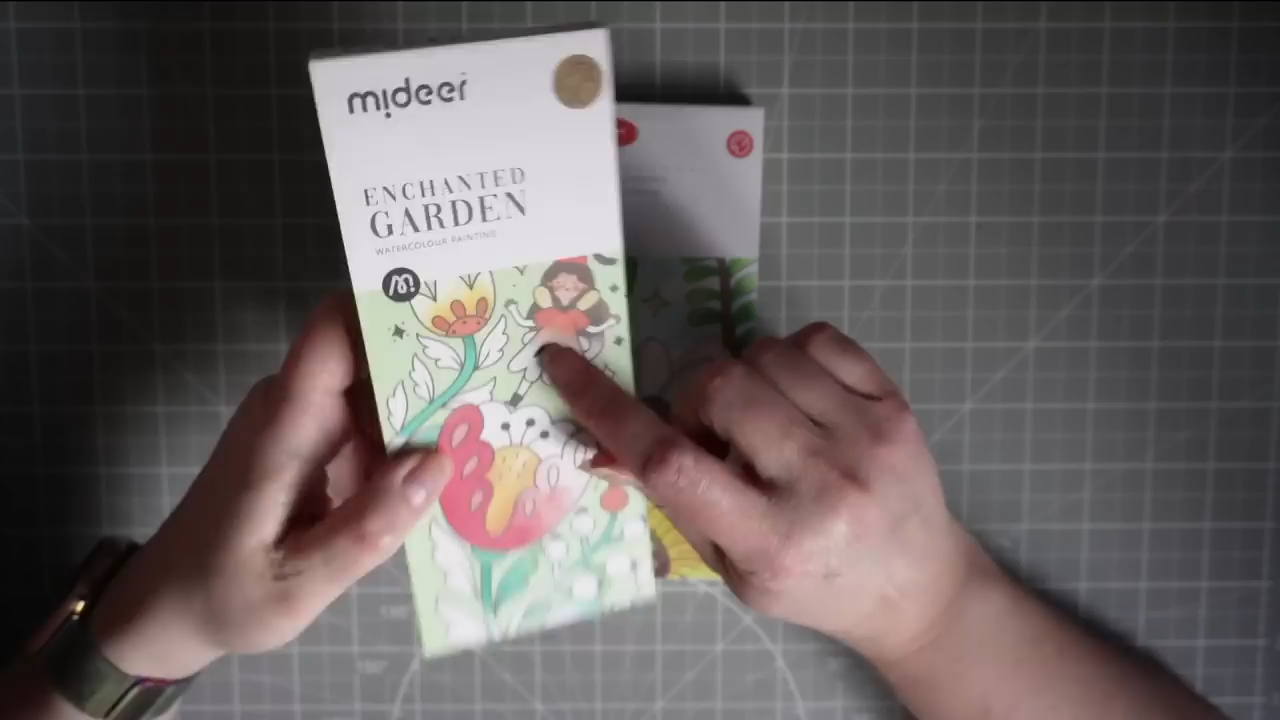 mideer
ENCHANTED
GARDEN
WATERCOLOUR PAINTING
m!